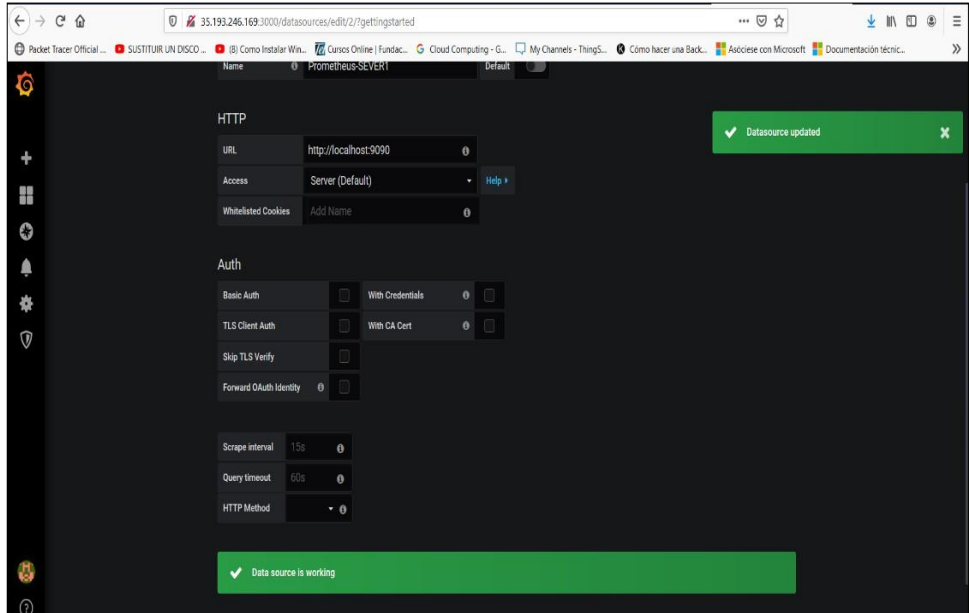 35.193.246.169:3000/datasources/edit/2/?gettingstarted
Packet Tracer Official ... SUSTITUIR UN DISCO ... (8) Como Instalar Win... Cursos Online | Fundac... Cloud Computing - G... My Channels - ThingS... Cómo hacer una Back... Asóciese con Microsoft Documentación técnic...
Name Prometheus-SEVER1 Default
HTTP
Datasource updated
URL http://localhost:9090
Access Server (Default) Help
Whitelisted Cookies Add Name
Auth
Basic Auth With Credentials
TLS Client Auth With CA Cert
Skip TLS Verify
Forward OAuth Identity
Scrape interval 15s
Query timeout 60s
HTTP Method
Data source is working